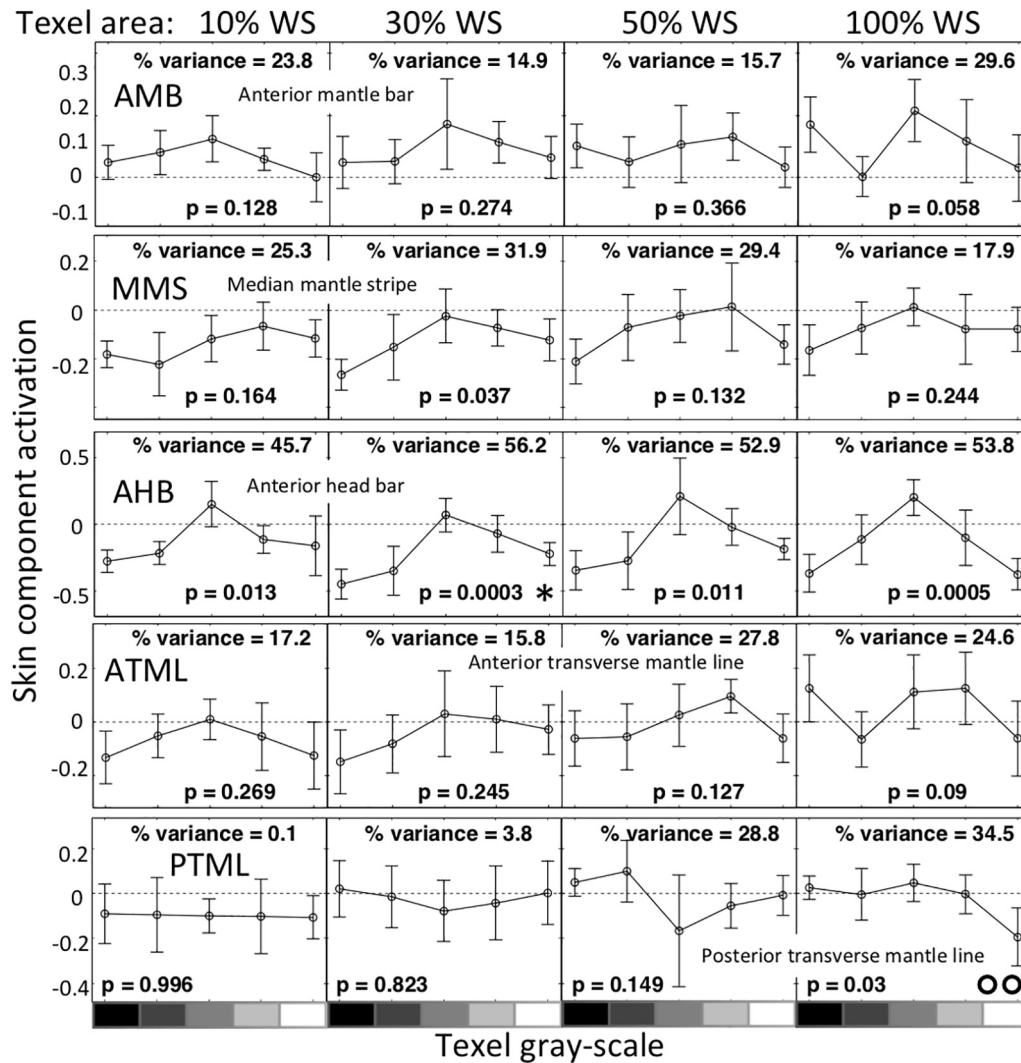 Texel area: 10% WS 30% WS 50% WS 100% WS
% variance = 23.8 % variance = 14.9 % variance = 15.7 % variance = 29.6
0.3
AMB Anterior mantle bar
0.2
0.1
0
-0.1
p = 0.128 p = 0.274 p = 0.366 p = 0.058
% variance = 25.3 % variance = 31.9 % variance = 29.4 % variance = 17.9
0.2
MMS Median mantle stripe
0
-0.2
p = 0.164 p = 0.037 p = 0.132 p = 0.244
Skin component activation
% variance = 45.7 % variance = 56.2 % variance = 52.9 % variance = 53.8
0.5
AHB Anterior head bar
0
-0.5
p = 0.013 p = 0.0003 * p = 0.011 p = 0.0005
% variance = 17.2 % variance = 15.8 % variance = 27.8 % variance = 24.6
ATML Anterior transverse mantle line
0.2
0
-0.2
p = 0.269 p = 0.245 p = 0.127 p = 0.09
% variance = 0.1 % variance = 3.8 % variance = 28.8 % variance = 34.5
0.2
PTML
0
-0.2
Posterior transverse mantle line
-0.4
p = 0.996 p = 0.823 p = 0.149 p = 0.03
Texel gray-scale